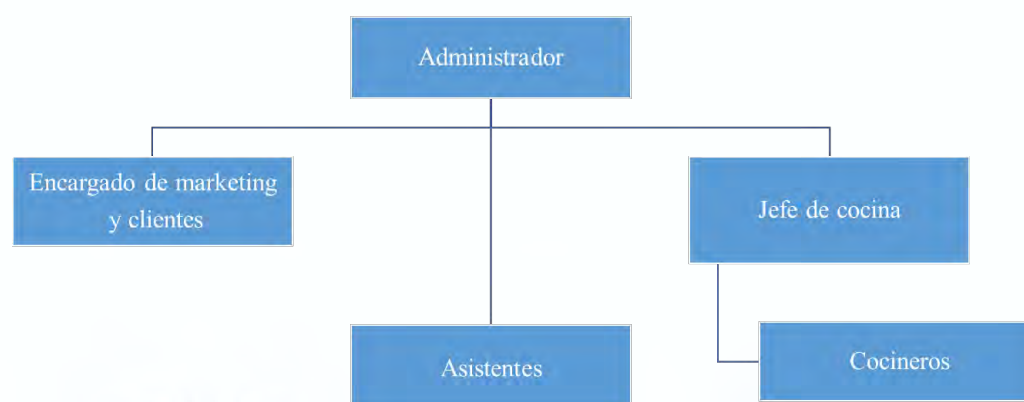 Administrador
Encargado de marketing
y clientes
Jefe de cocina
Asistentes
Cocineros